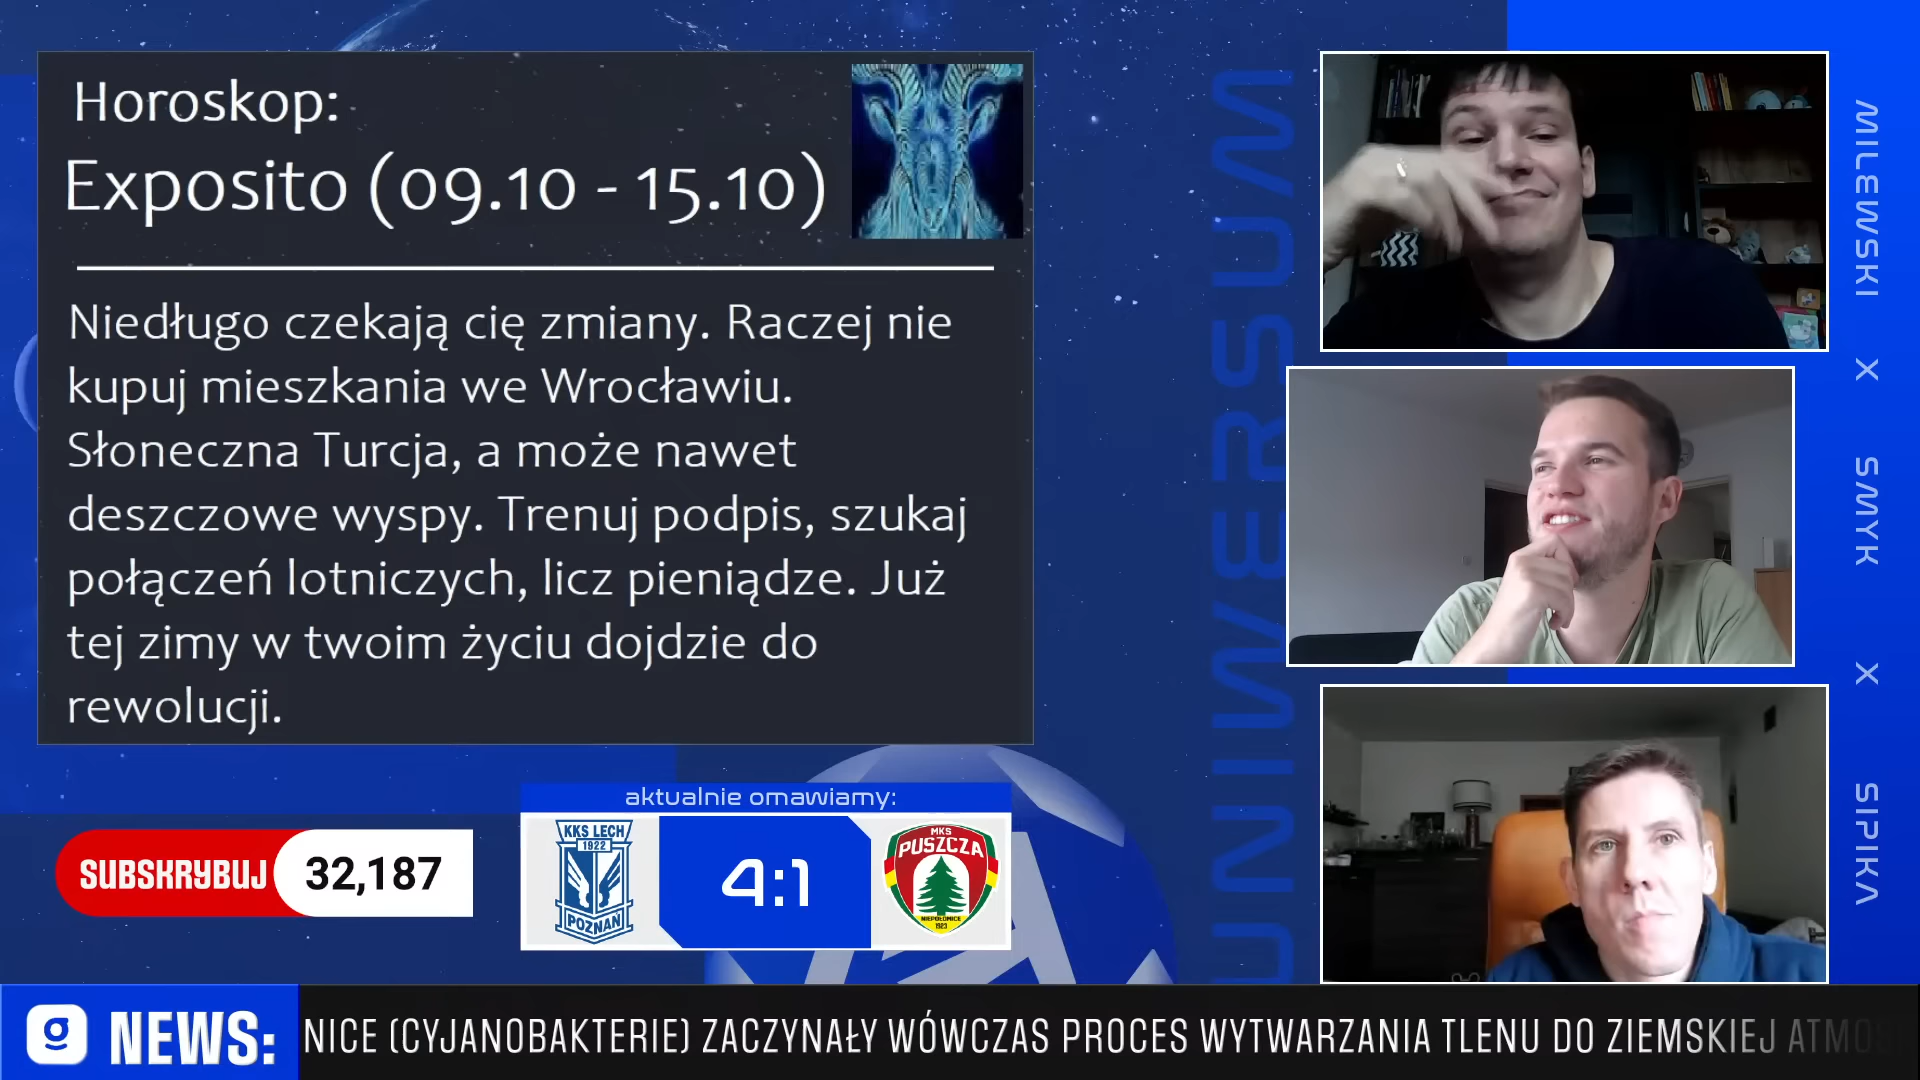 Horoskop:
Exposito (09.10 - 15.10)
Niedługo czekają cię zmiany. Raczej nie
kupuj mieszkania we Wrocławiu.
Słoneczna Turcja, a może nawet
deszczowe wyspy. Trenuj podpis, szukaj
połączeń lotniczych, licz pieniądze. Już
tej zimy w twoim życiu dojdzie do
rewolucji.
SUBSKRYBUJ
32,187
aktualnie omawiamy:
KKS LECH
1922
POZNAŃ
4:1
MKS
PUSZCZA
NIEPOŁOMICE
1923
UNIWERSUM
MILEWSKI X SMYK X SIPIKA
g NEWS:
NICE (CYJANOBAKTERIE) ZACZYNAŁY WÓWCZAS PROCES WYTWARZANIA TLENU DO ZIEMSKIEJ ATMO